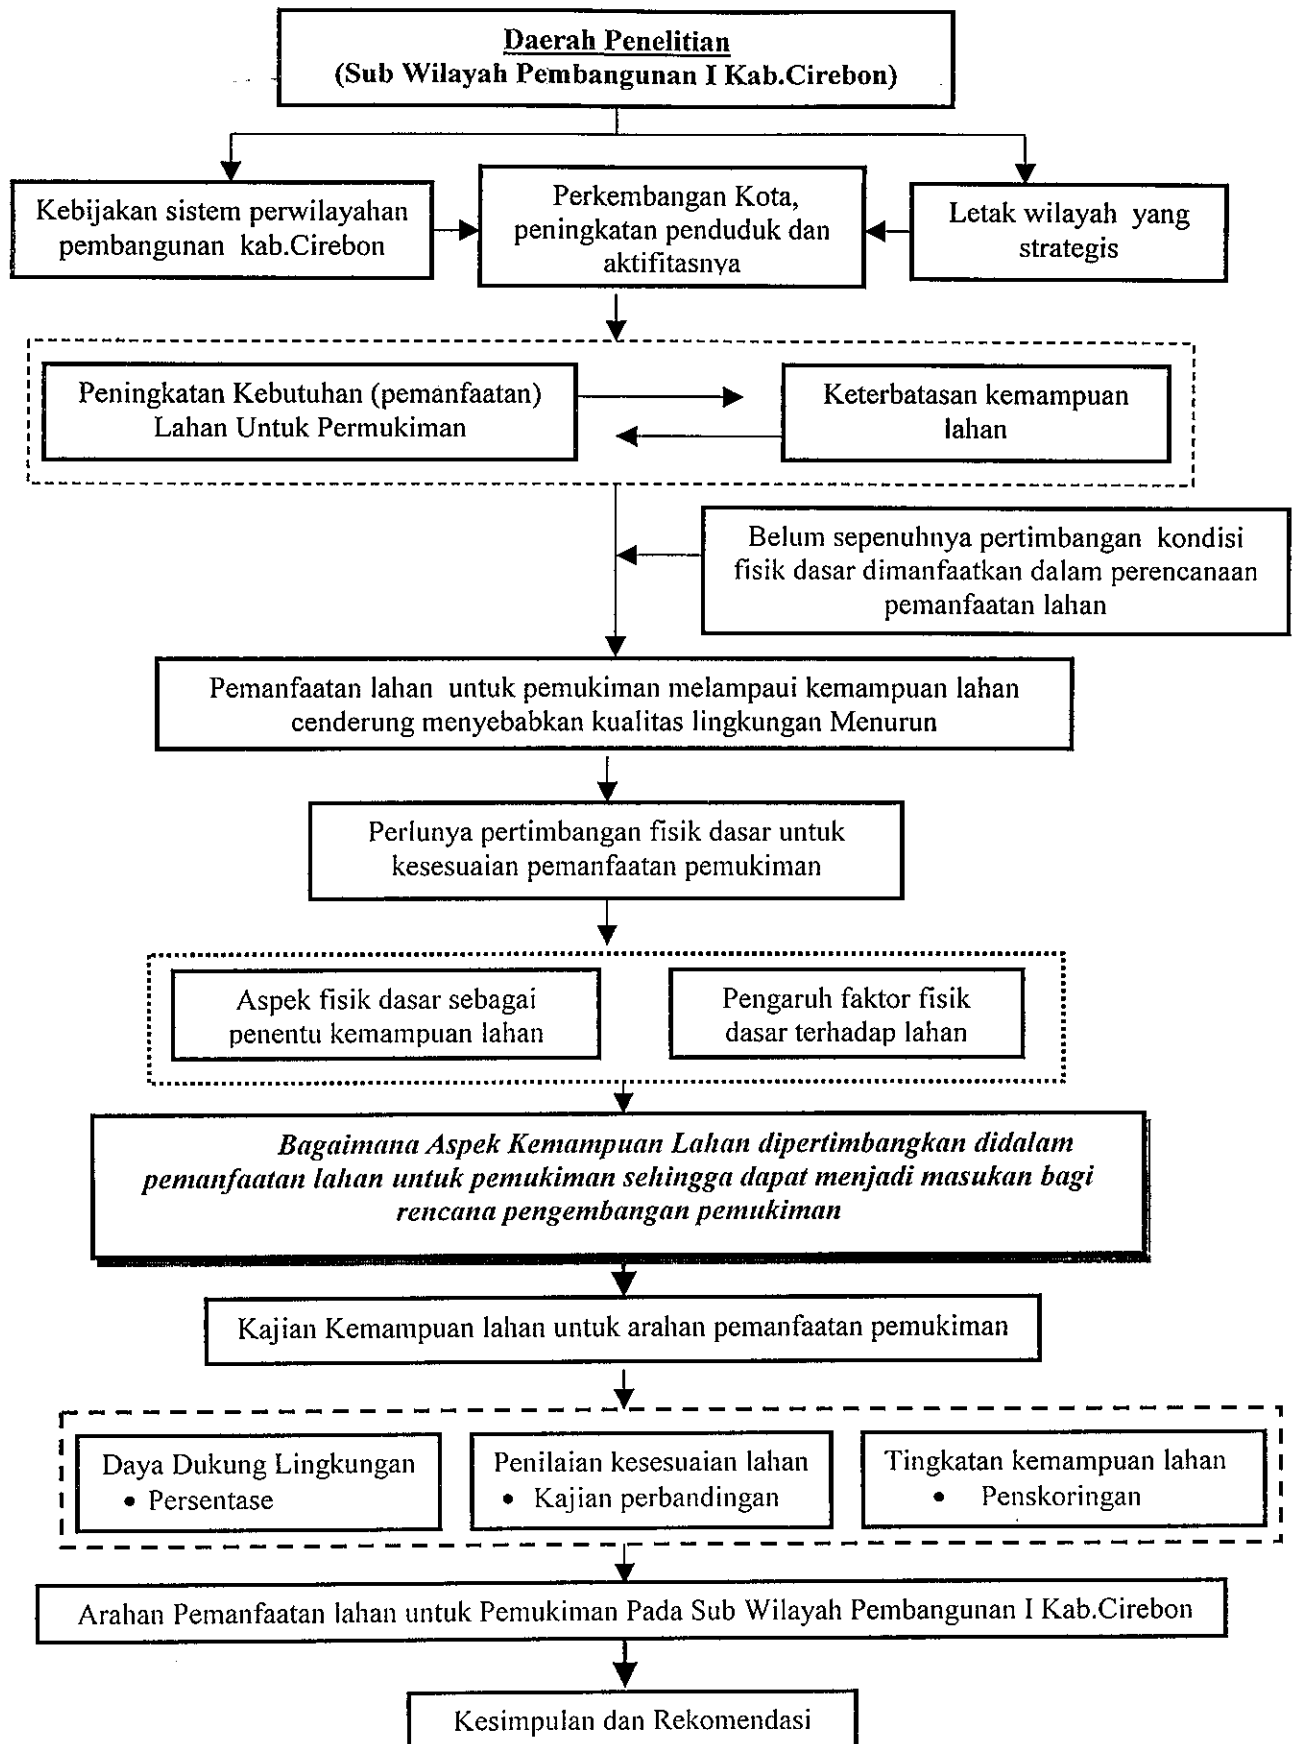 Daerah Penelitian
(Sub Wilayah Pembangunan I Kab.Cirebon)
Kebijakan sistem perwilayahan
pembangunan kab.Cirebon
Perkembangan Kota,
peningkatan penduduk dan
aktifitasnya
Letak wilayah yang
strategis
Peningkatan Kebutuhan (pemanfaatan)
Lahan Untuk Permukiman
Keterbatasan kemampuan
lahan
Belum sepenuhnya pertimbangan kondisi
fisik dasar dimanfaatkan dalam perencanaan
pemanfaatan lahan
Pemanfaatan lahan untuk pemukiman melampaui kemampuan lahan
cenderung menyebabkan kualitas lingkungan Menurun
Perlunya pertimbangan fisik dasar untuk
kesesuaian pemanfaatan pemukiman
Aspek fisik dasar sebagai
penentu kemampuan lahan
Pengaruh faktor fisik
dasar terhadap lahan
Bagaimana Aspek Kemampuan Lahan dipertimbangkan didalam
pemanfaatan lahan untuk pemukiman sehingga dapat menjadi masukan bagi
rencana pengembangan pemukiman
Kajian Kemampuan lahan untuk arahan pemanfaatan pemukiman
Daya Dukung Lingkungan
• Persentase
Penilaian kesesuaian lahan
• Kajian perbandingan
Tingkatan kemampuan lahan
• Penskoringan
Arahan Pemanfaatan lahan untuk Pemukiman Pada Sub Wilayah Pembangunan I Kab.Cirebon
Kesimpulan dan Rekomendasi